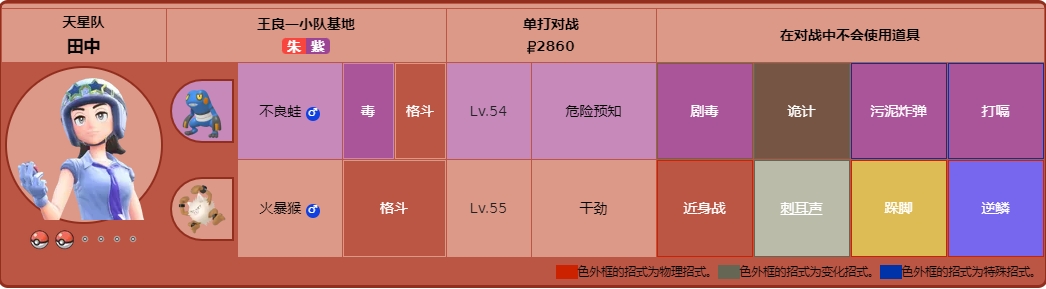 天星队
田中
王良一小队基地
朱 紫
单打对战
₽2860
在对战中不会使用道具
不良蛙♂ 毒 格斗 Lv.54 危险预知 剧毒 诡计 污泥炸弹 打嗝
火暴猴♂ 格斗 Lv.55 干劲 近身战 刺耳声 跺脚 逆鳞
色外框的招式为物理招式。 色外框的招式为变化招式。 色外框的招式为特殊招式。